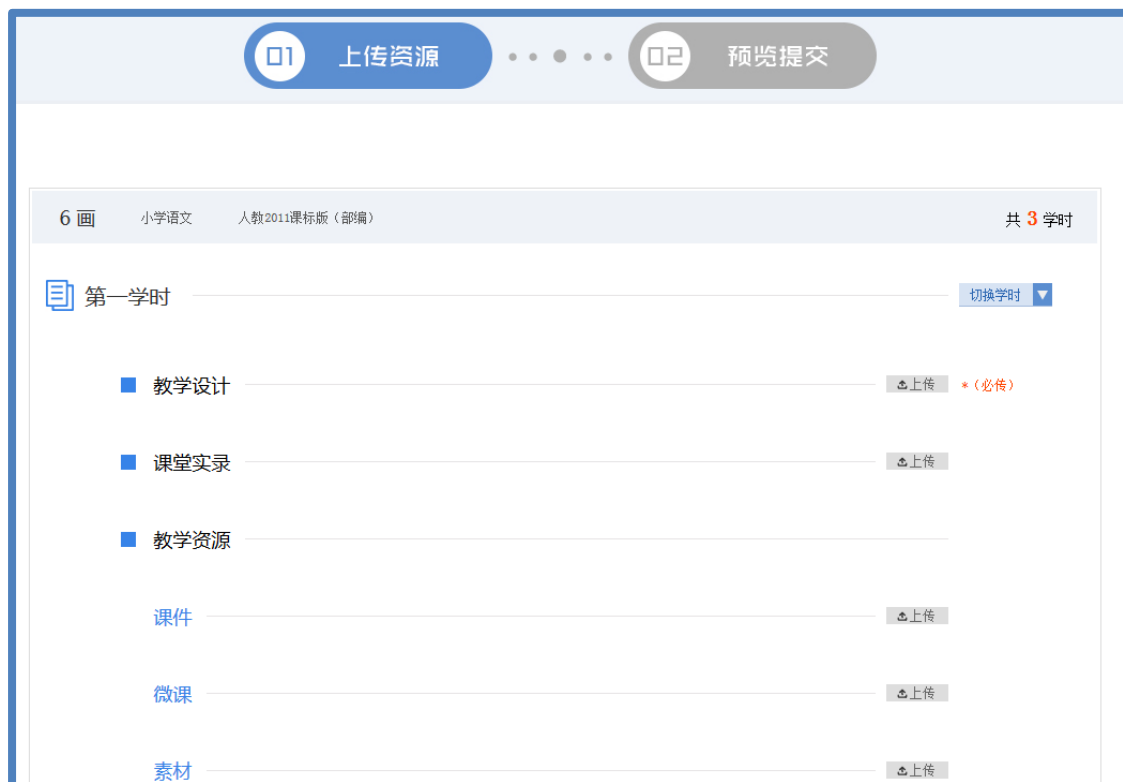 01 上传资源 02 预览提交
6 画 小学语文 人教2011课标版（部编） 共 3 学时
第一学时 切换学时
教学设计 上传 *（必传）
课堂实录 上传
教学资源
课件 上传
微课 上传
素材 上传